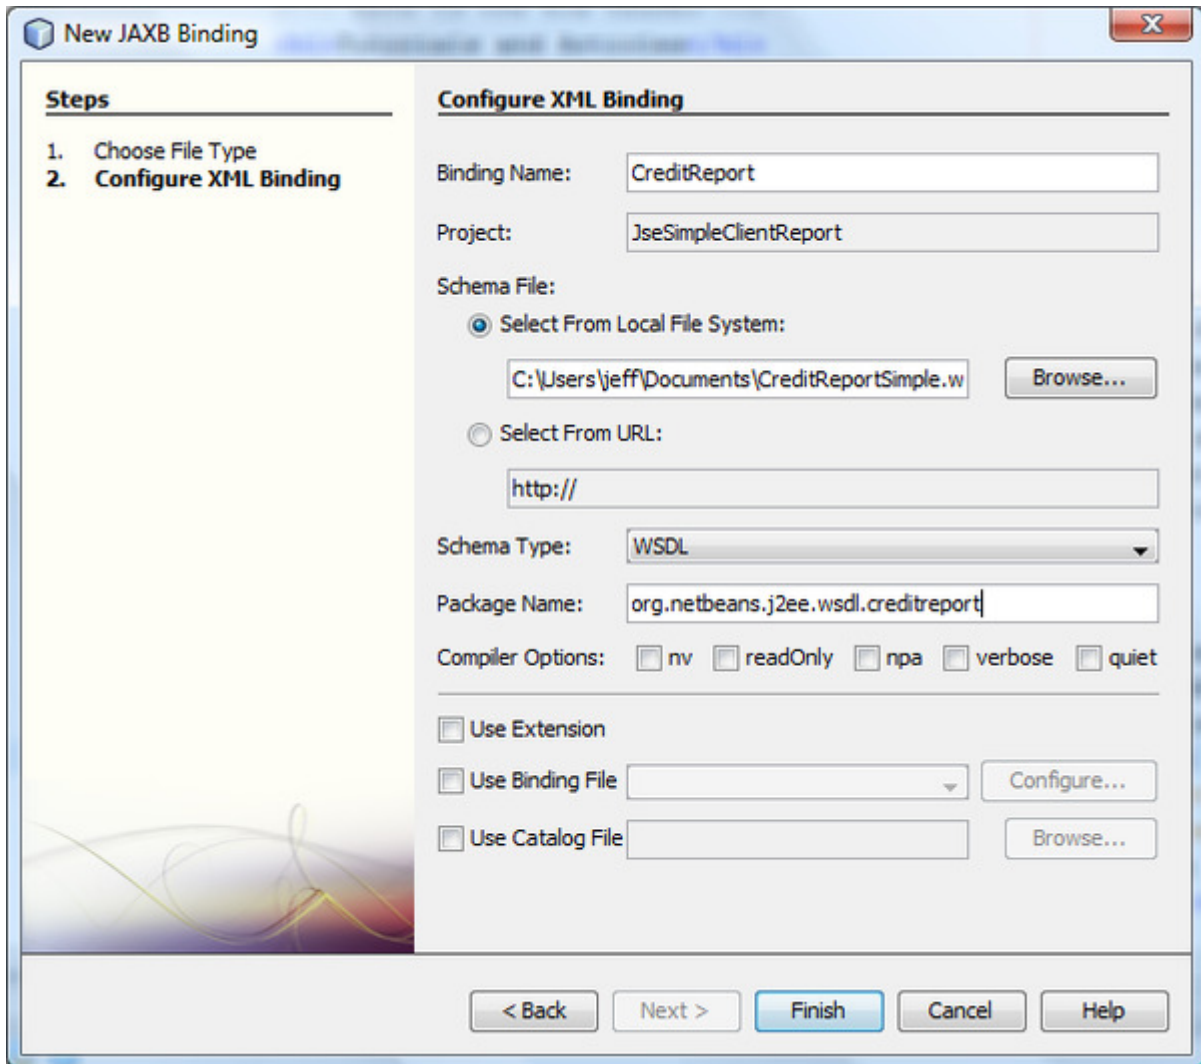 New JAXB Binding
Steps
1. Choose File Type
2. Configure XML Binding
Configure XML Binding
Binding Name: CreditReport
Project: JseSimpleClientReport
Schema File:
Select From Local File System:
C:\Users\jeff\Documents\CreditReportSimple.w Browse...
Select From URL:
http://
Schema Type: WSDL
Package Name: org.netbeans.j2ee.wsdl.creditreport
Compiler Options: nv readOnly npa verbose quiet
Use Extension
Use Binding File Configure...
Use Catalog File Browse...
< Back Next > Finish Cancel Help